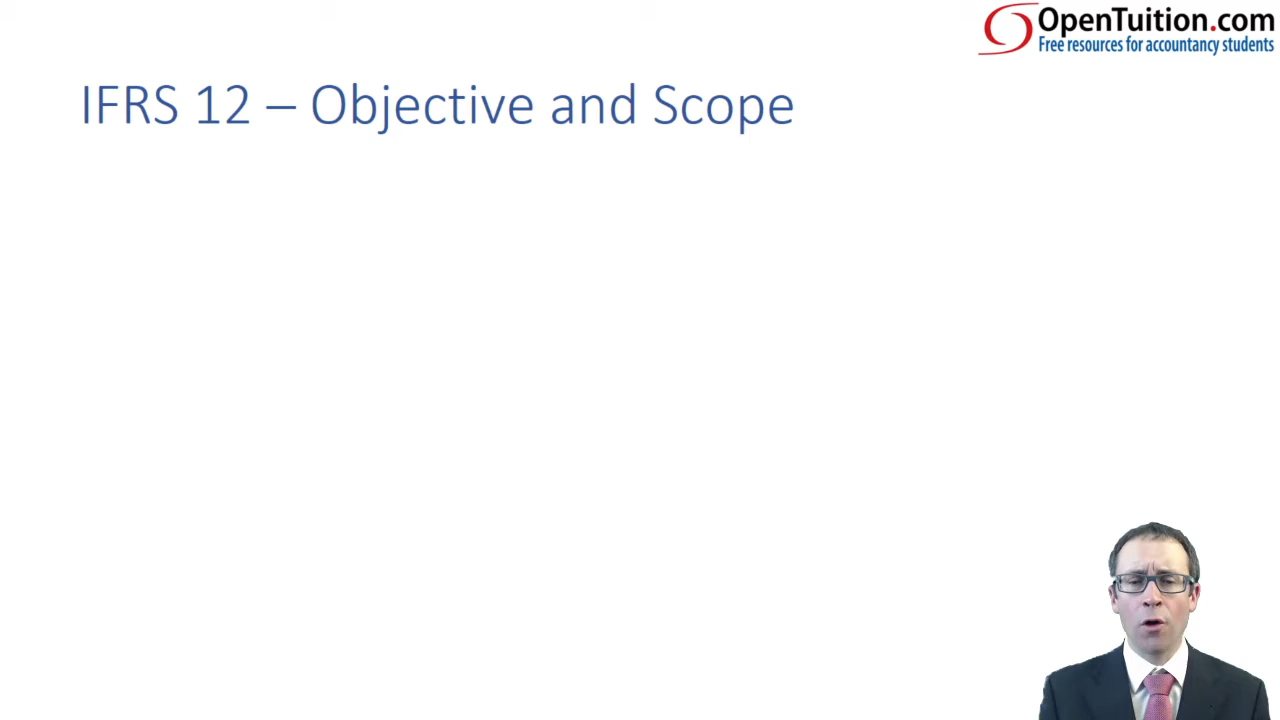 OpenTuition.com
Free resources for accountancy students
IFRS 12 – Objective and Scope